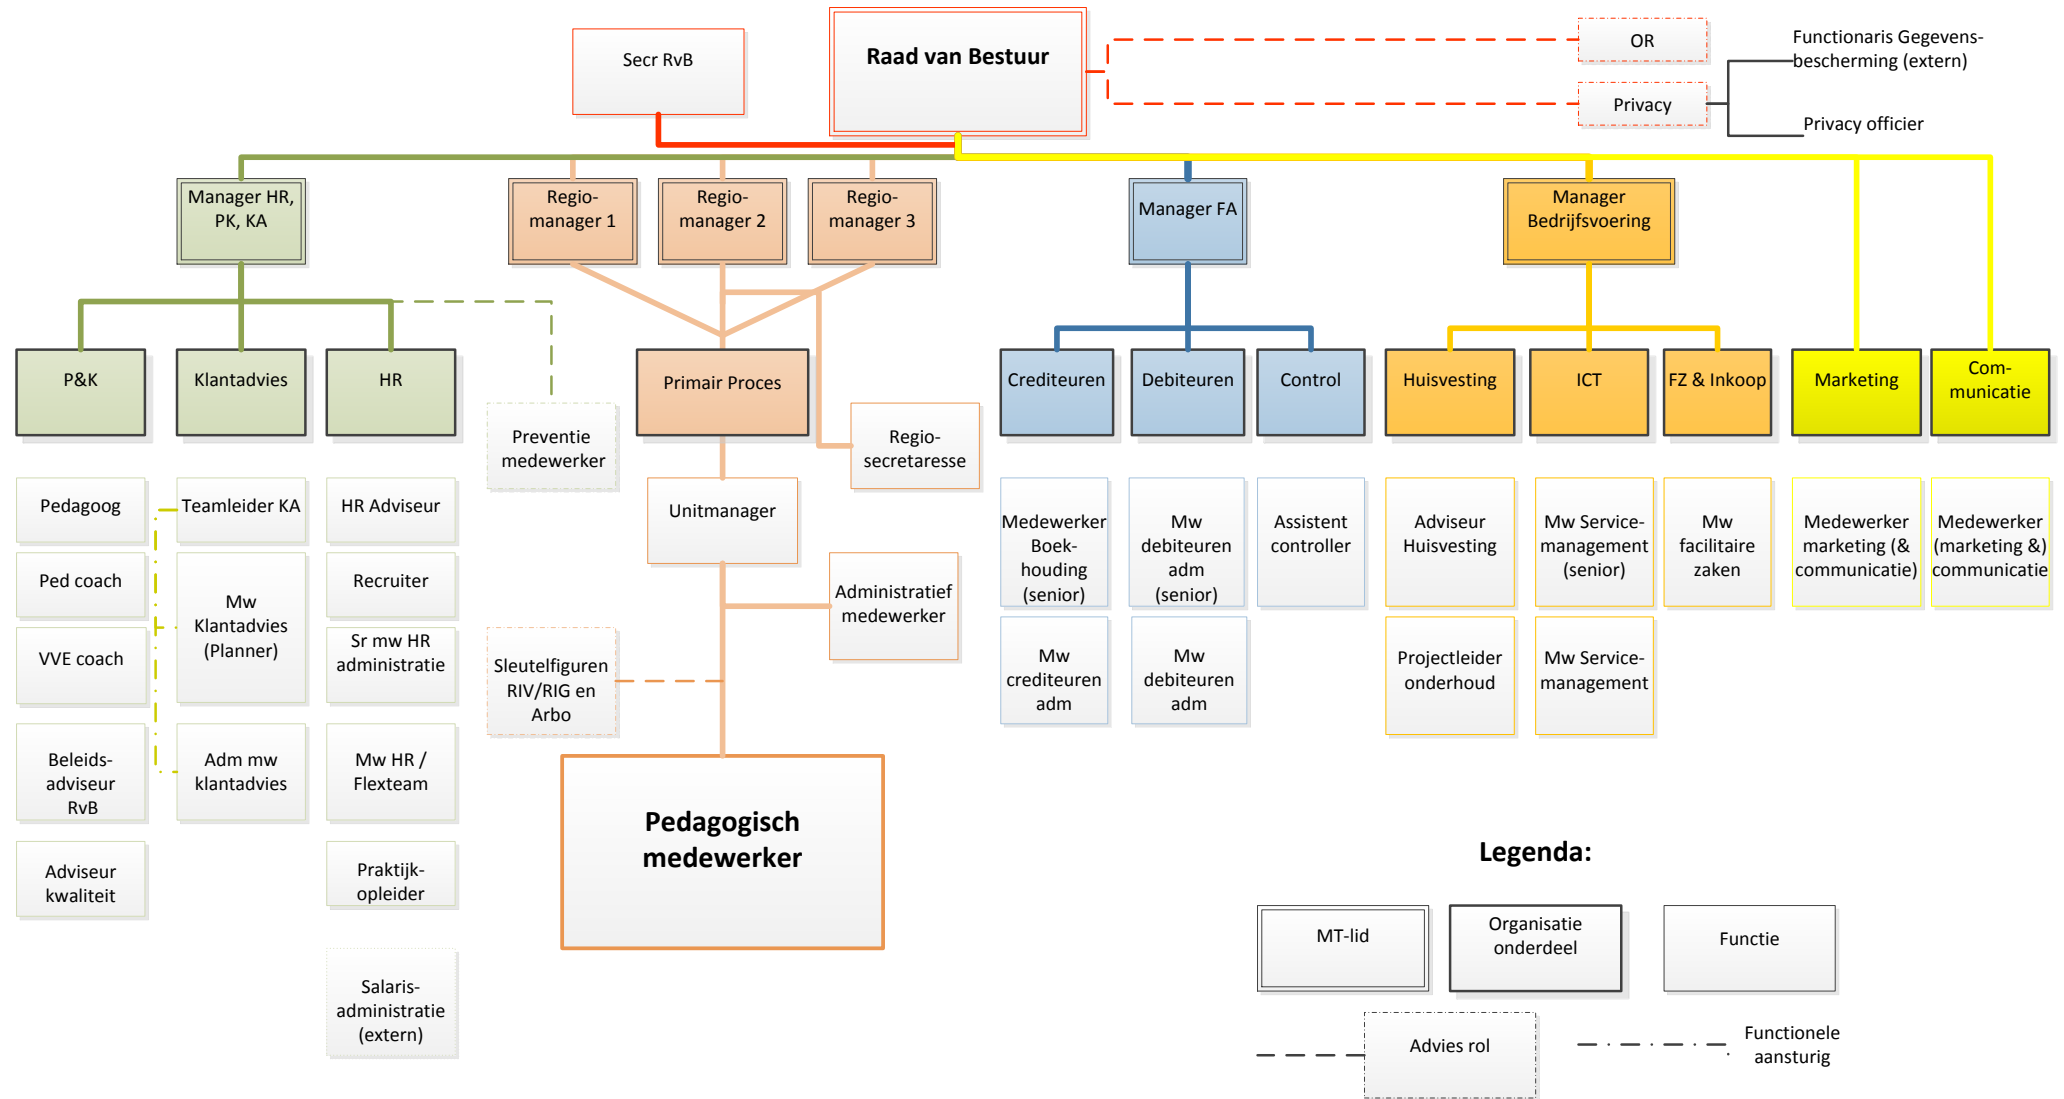 Secr RvB
Raad van Bestuur
OR
Privacy
Functionaris Gegevens-
bescherming (extern)
Privacy officier
Manager HR,
PK, KA
Regio-
manager 1
Regio-
manager 2
Regio-
manager 3
Manager FA
Manager
Bedrijfsvoering
P&K
Klantadvies
HR
Primair Proces
Crediteuren
Debiteuren
Control
Huisvesting
ICT
FZ & Inkoop
Marketing
Com-
municatie
Preventie
medewerker
Regio-
secretaresse
Pedagoog
Ped coach
VVE coach
Beleids-
adviseur
RvB
Adviseur
kwaliteit
Teamleider KA
Mw
Klantadvies
(Planner)
Adm mw
klantadvies
HR Adviseur
Recruiter
Sr mw HR
administratie
Mw HR /
Flexteam
Praktijk-
opleider
Salaris-
administratie
(extern)
Unitmanager
Administratief
medewerker
Sleutelfiguren
RIV/RIG en
Arbo
Pedagogisch
medewerker
Medewerker
Boek-
houding
(senior)
Mw
crediteuren
adm
Mw
debiteuren
adm
(senior)
Mw
debiteuren
adm
Assistent
controller
Adviseur
Huisvesting
Projectleider
onderhoud
Mw Service-
management
(senior)
Mw Service-
management
Mw
facilitaire
zaken
Medewerker
marketing (&
communicatie)
Medewerker
(marketing &)
communicatie
Legenda:
MT-lid
Organisatie
onderdeel
Functie
Advies rol
Functionele
aansturig